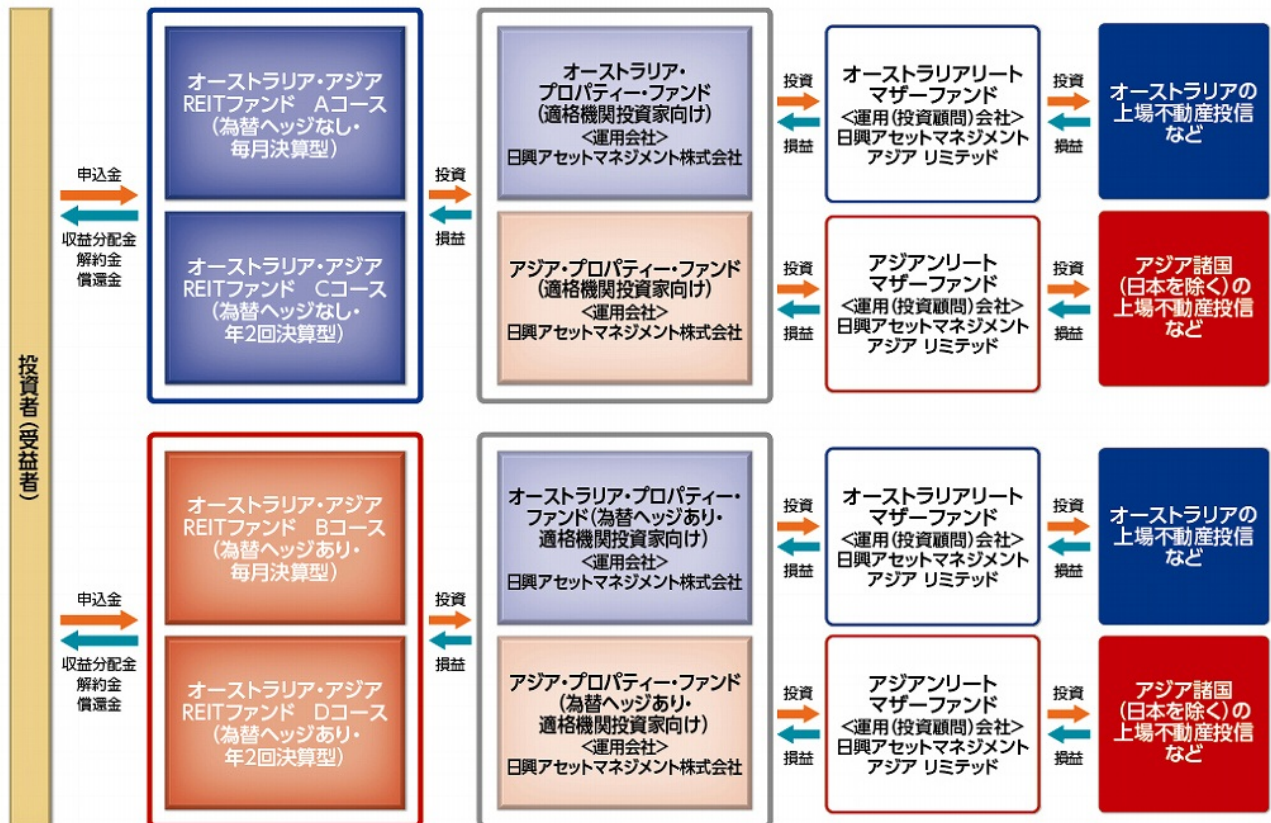 投資者(受益者)
申込金
収益分配金
解約金
償還金
オーストラリア・アジア
REITファンド Aコース
(為替ヘッジなし・
毎月決算型)
オーストラリア・アジア
REITファンド Cコース
(為替ヘッジなし・
年2回決算型)
投資
損益
オーストラリア・
プロパティー・ファンド
(適格機関投資家向け)
<運用会社>
日興アセットマネジメント株式会社
アジア・プロパティー・ファンド
(適格機関投資家向け)
<運用会社>
日興アセットマネジメント株式会社
投資
損益
オーストラリアリート
マザーファンド
<運用(投資顧問)会社>
日興アセットマネジメント
アジア リミテッド
投資
損益
オーストラリアの
上場不動産投信
など
投資
損益
アジアンリート
マザーファンド
<運用(投資顧問)会社>
日興アセットマネジメント
アジア リミテッド
投資
損益
アジア諸国
(日本を除く)の
上場不動産投信
など
申込金
収益分配金
解約金
償還金
オーストラリア・アジア
REITファンド Bコース
(為替ヘッジあり・
毎月決算型)
オーストラリア・アジア
REITファンド Dコース
(為替ヘッジあり・
年2回決算型)
投資
損益
オーストラリア・プロパティー・
ファンド(為替ヘッジあり・
適格機関投資家向け)
<運用会社>
日興アセットマネジメント株式会社
アジア・プロパティー・ファンド
(為替ヘッジあり・
適格機関投資家向け)
<運用会社>
日興アセットマネジメント株式会社
投資
損益
オーストラリアリート
マザーファンド
<運用(投資顧問)会社>
日興アセットマネジメント
アジア リミテッド
投資
損益
オーストラリアの
上場不動産投信
など
投資
損益
アジアンリート
マザーファンド
<運用(投資顧問)会社>
日興アセットマネジメント
アジア リミテッド
投資
損益
アジア諸国
(日本を除く)の
上場不動産投信
など